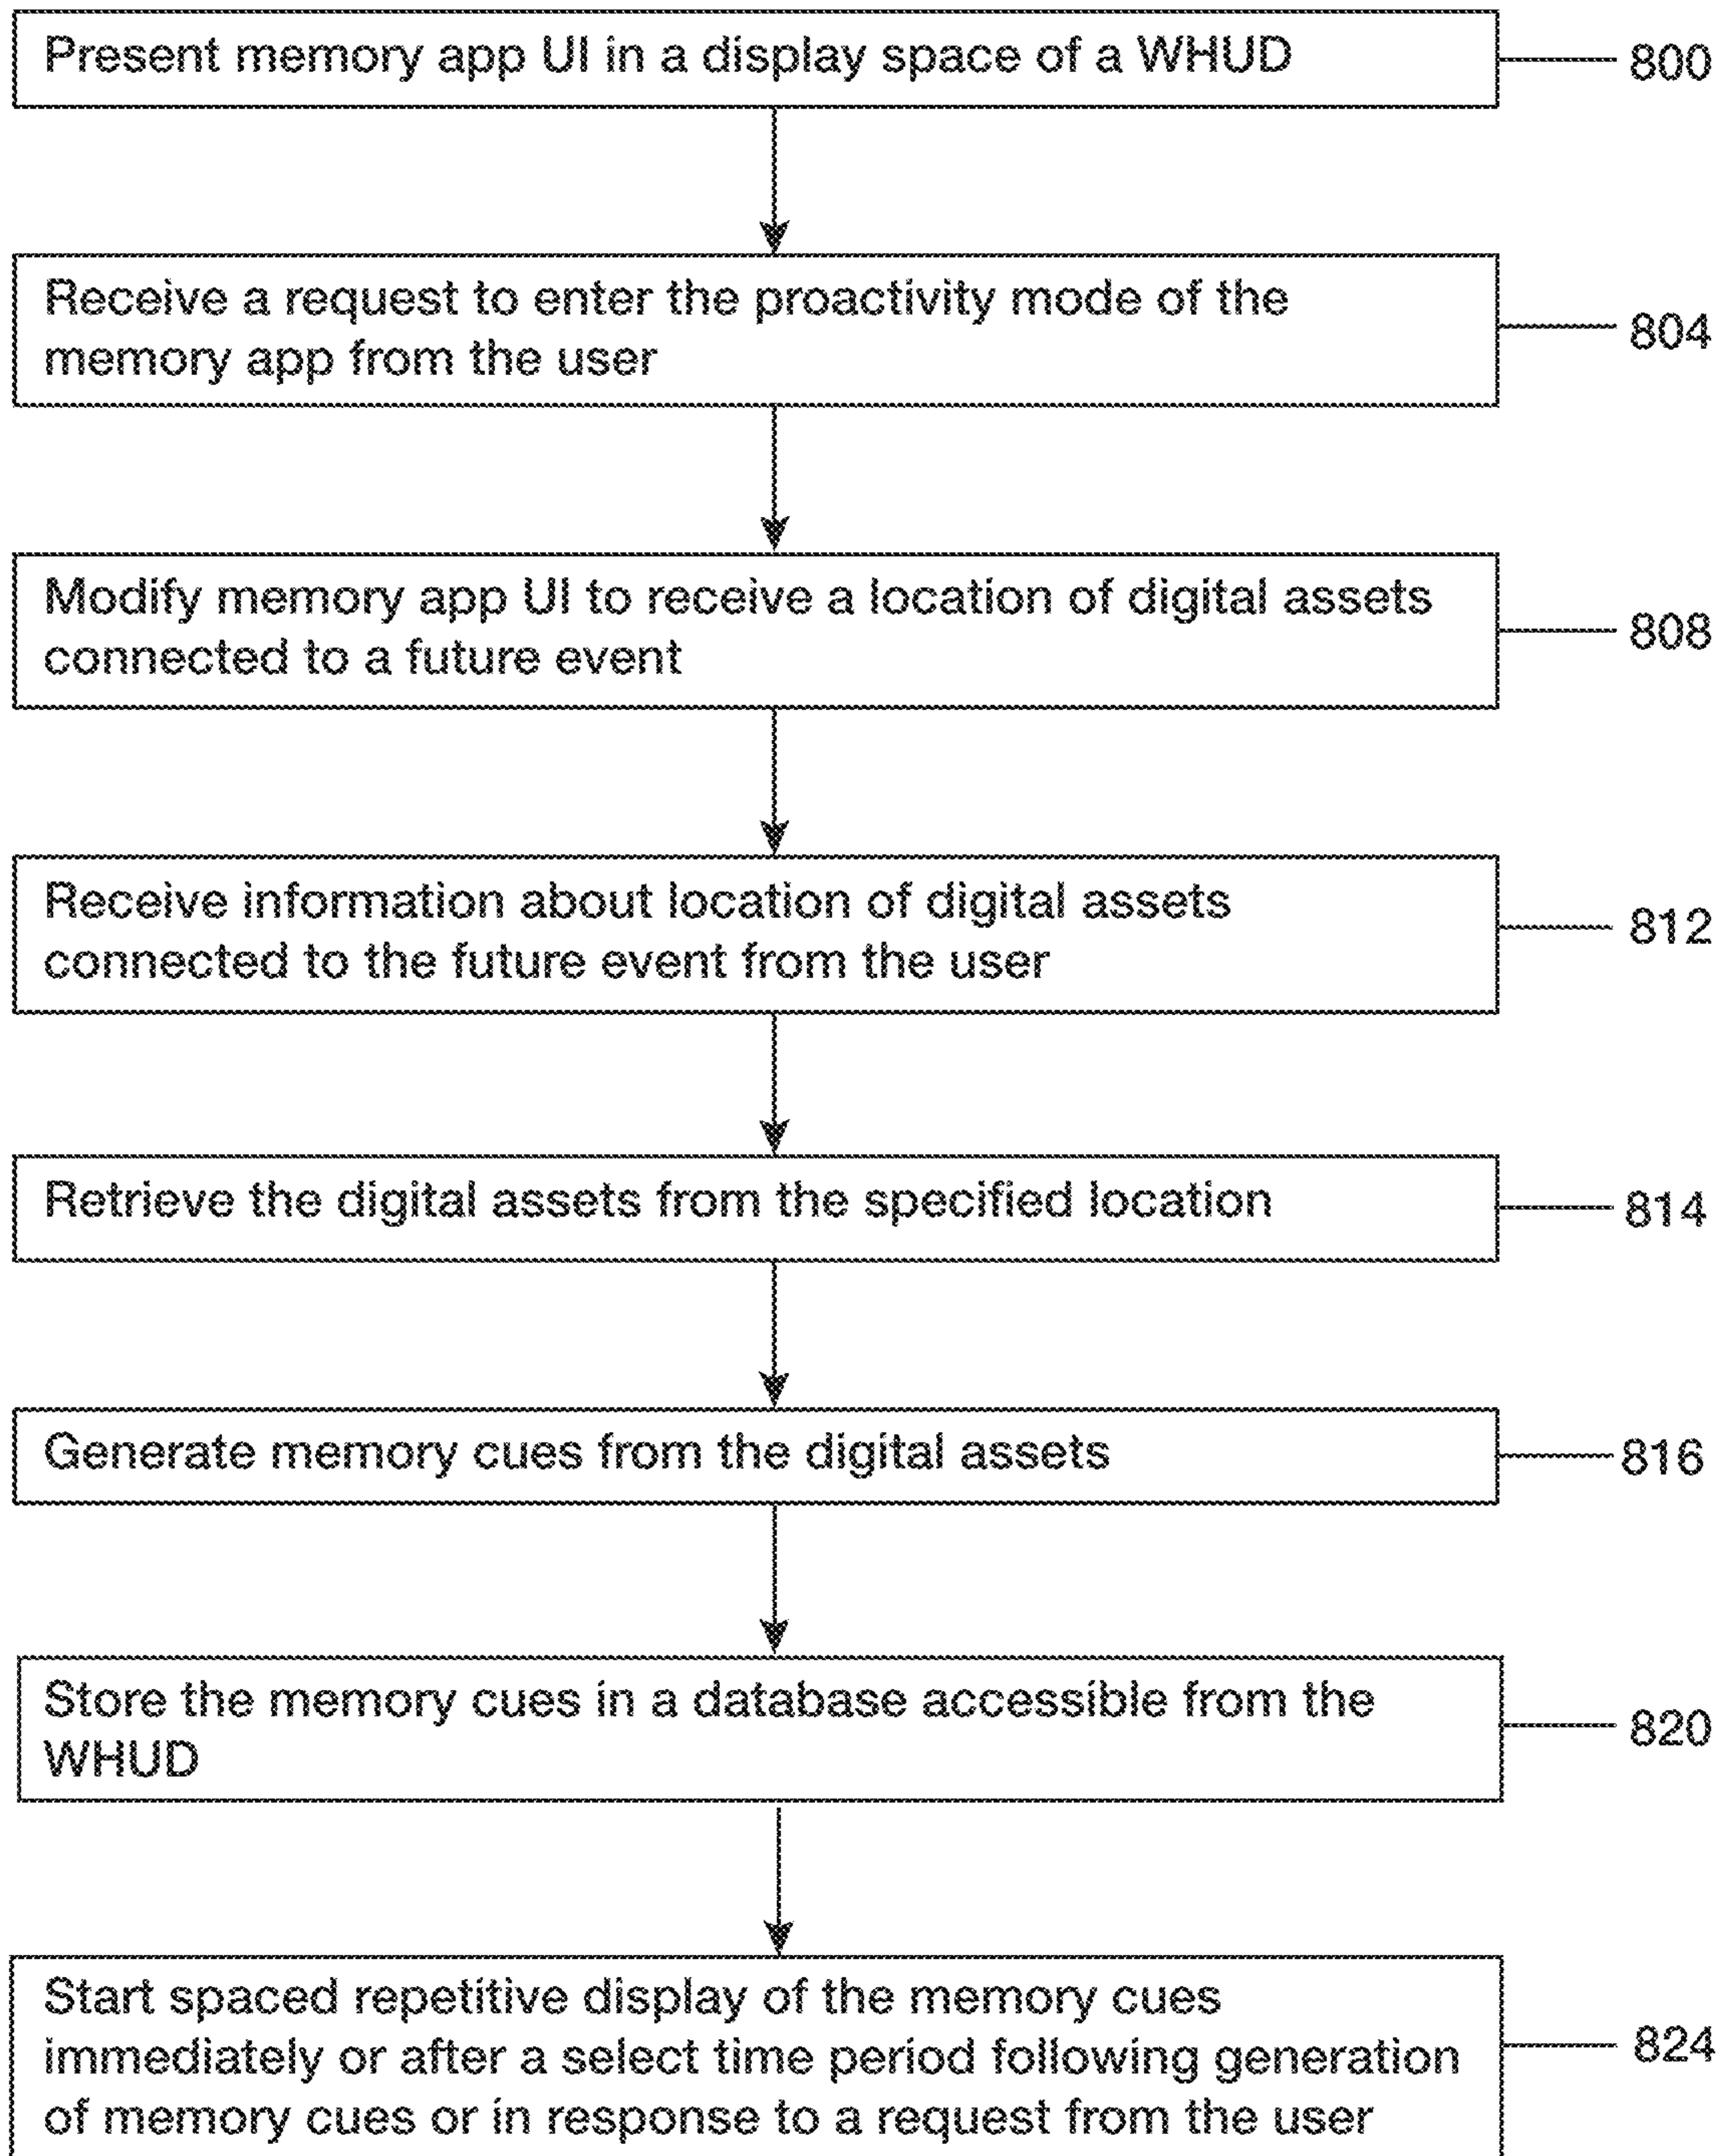 Present memory app UI in a display space of a WHUD
800
Receive a request to enter the proactivity mode of the
memory app from the user
804
Modify memory app UI to receive a location of digital assets
connected to a future event
808
Receive information about location of digital assets
connected to the future event from the user
812
Retrieve the digital assets from the specified location
814
Generate memory cues from the digital assets
816
Store the memory cues in a database accessible from the
WHUD
820
Start spaced repetitive display of the memory cues
immediately or after a select time period following generation
of memory cues or in response to a request from the user
824